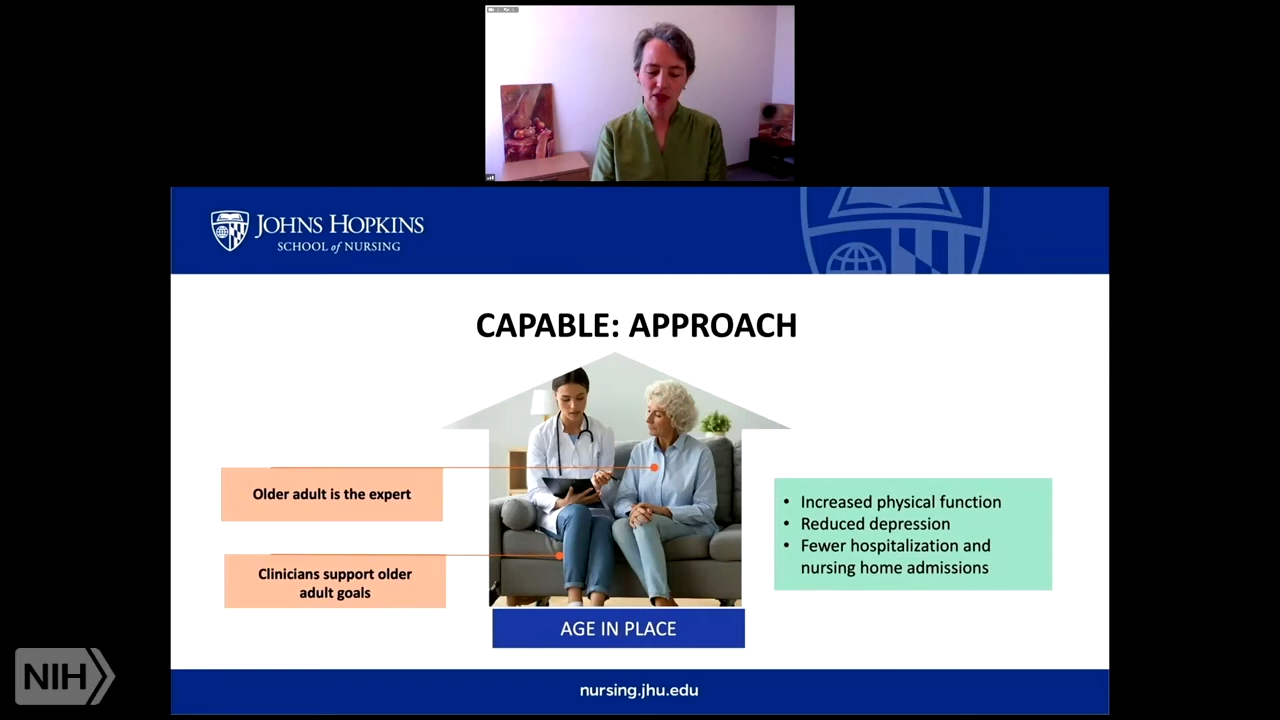 JOHNS HOPKINS
SCHOOL of NURSING
CAPABLE: APPROACH
Older adult is the expert
Clinicians support older
adult goals
• Increased physical function
• Reduced depression
• Fewer hospitalization and
nursing home admissions
AGE IN PLACE
NIH
nursing.jhu.edu